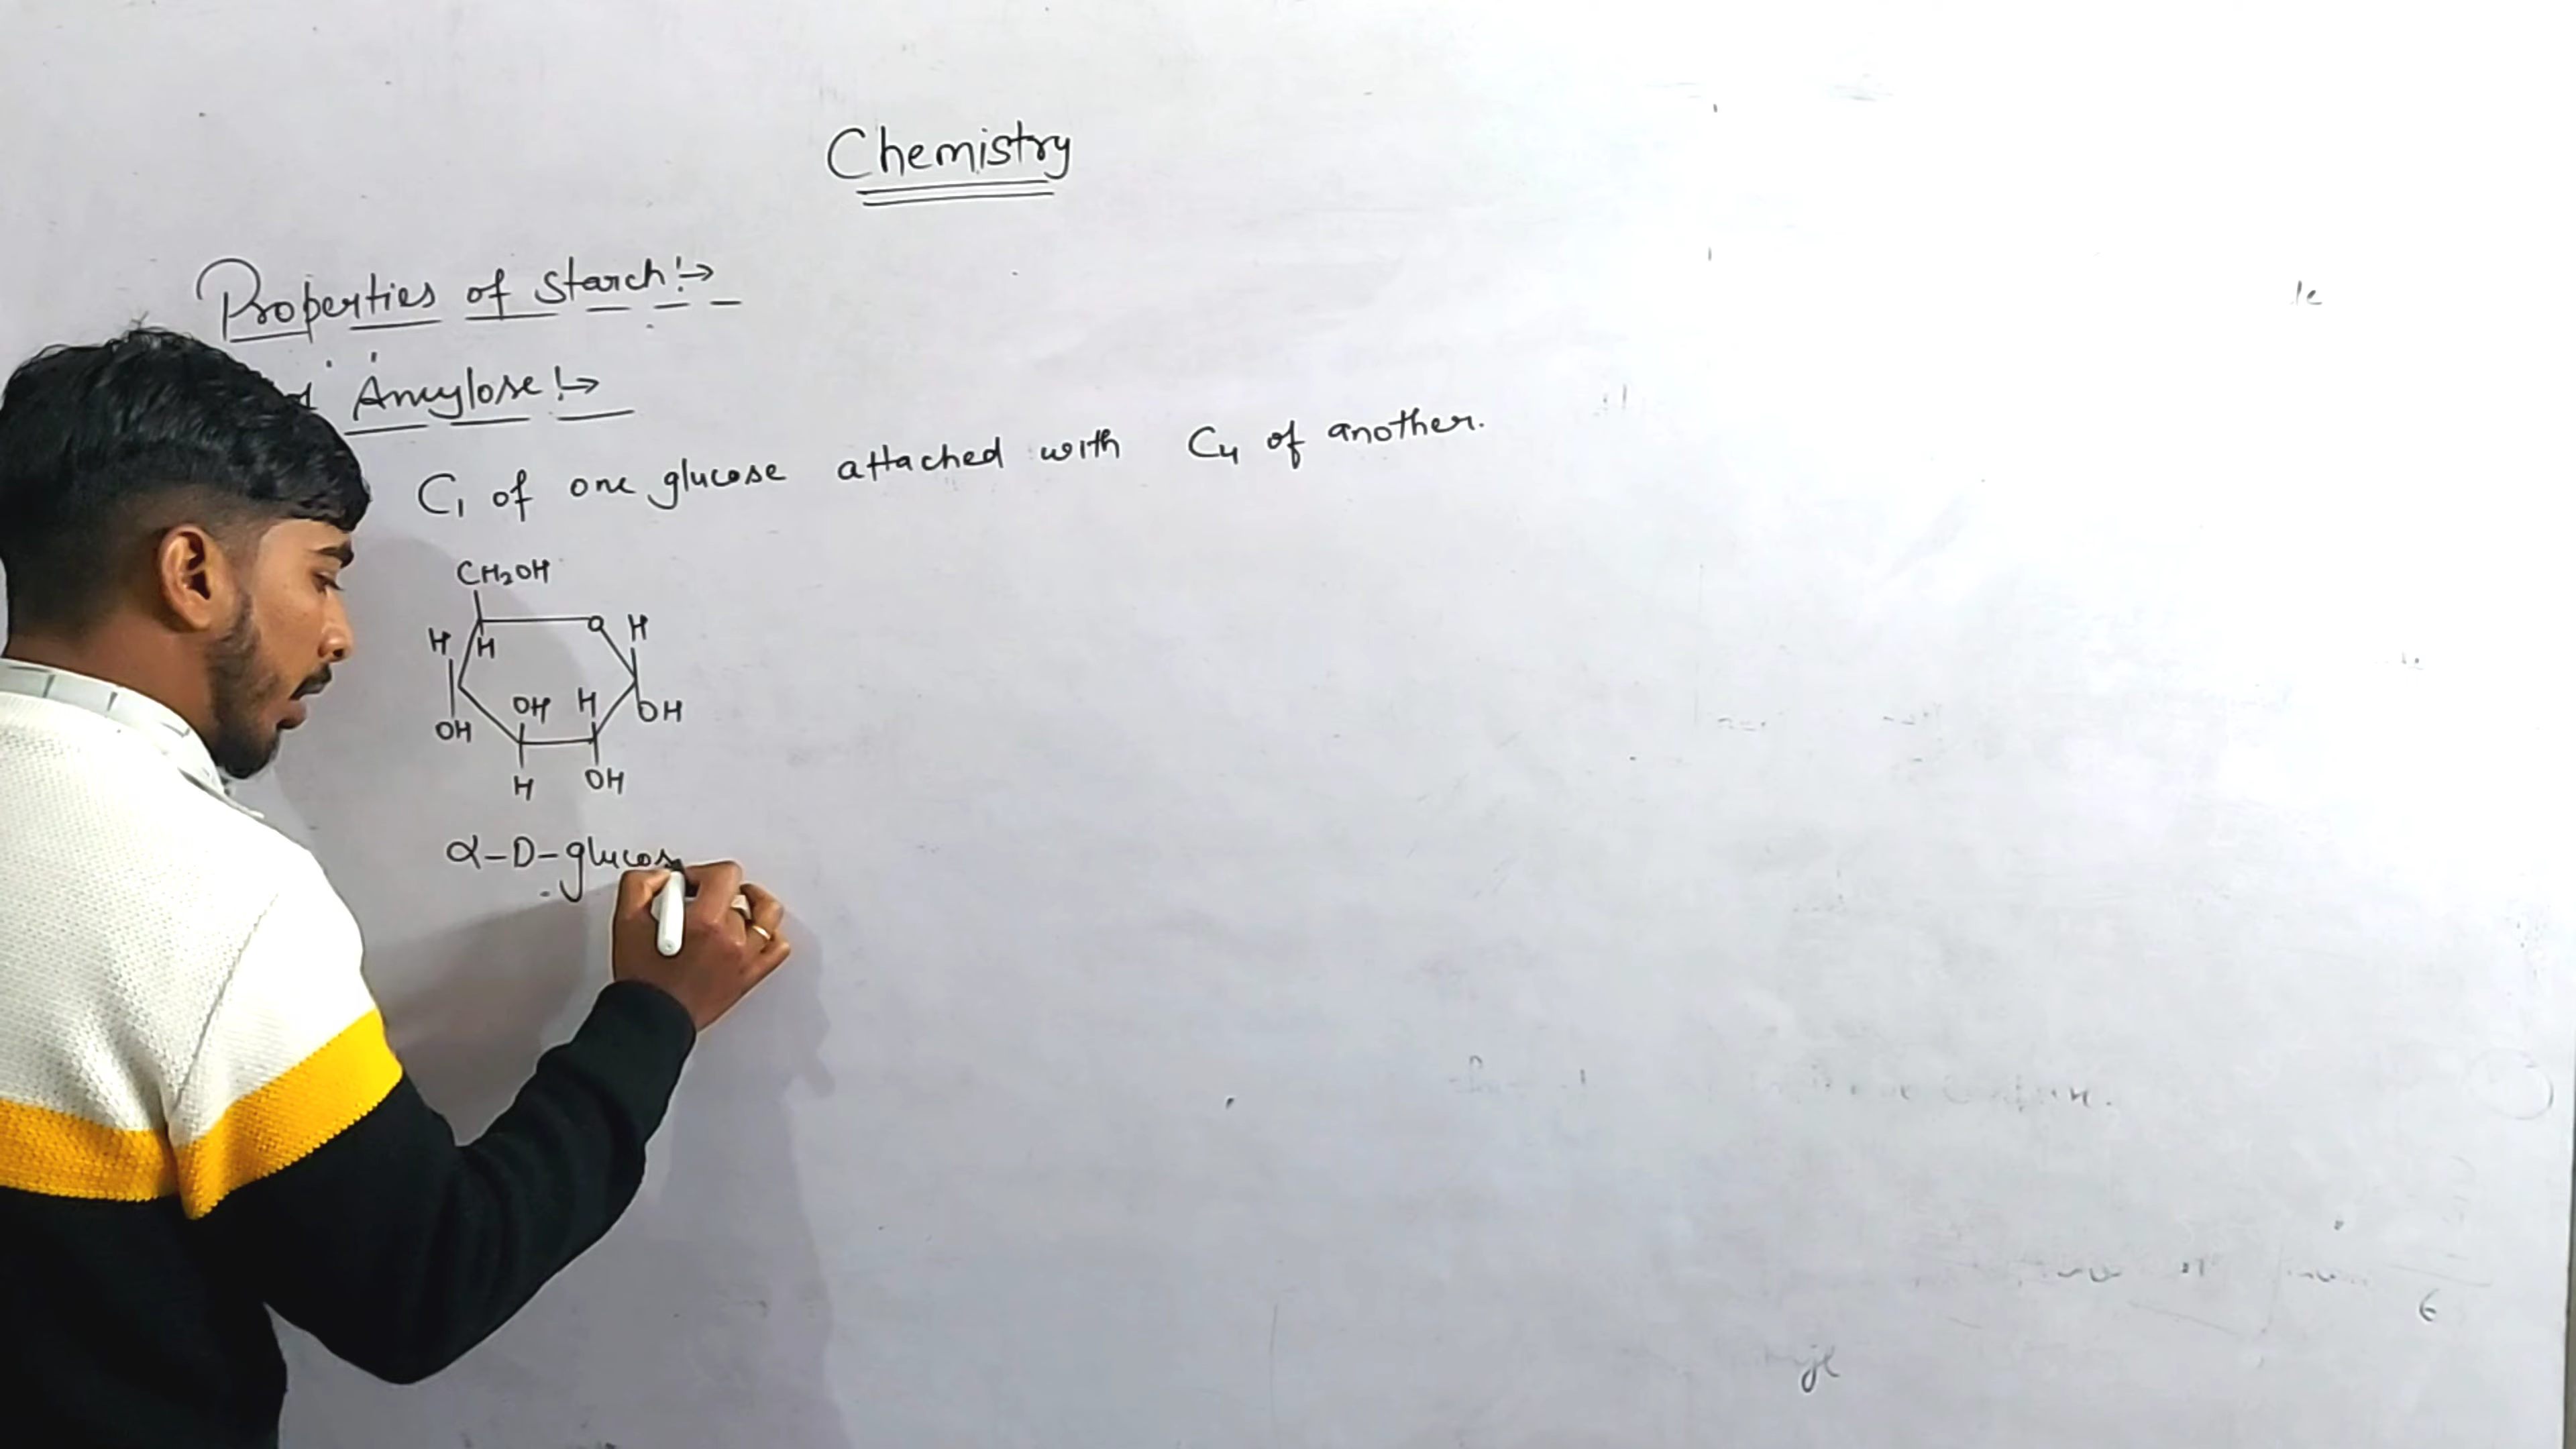 Chemistry
Properties of starch:→
Amylose:→
C₁ of one glucose attached with C₄ of another.
CH₂OH
O H
H H
OH H
OH OH
H OH
α-D-glucos